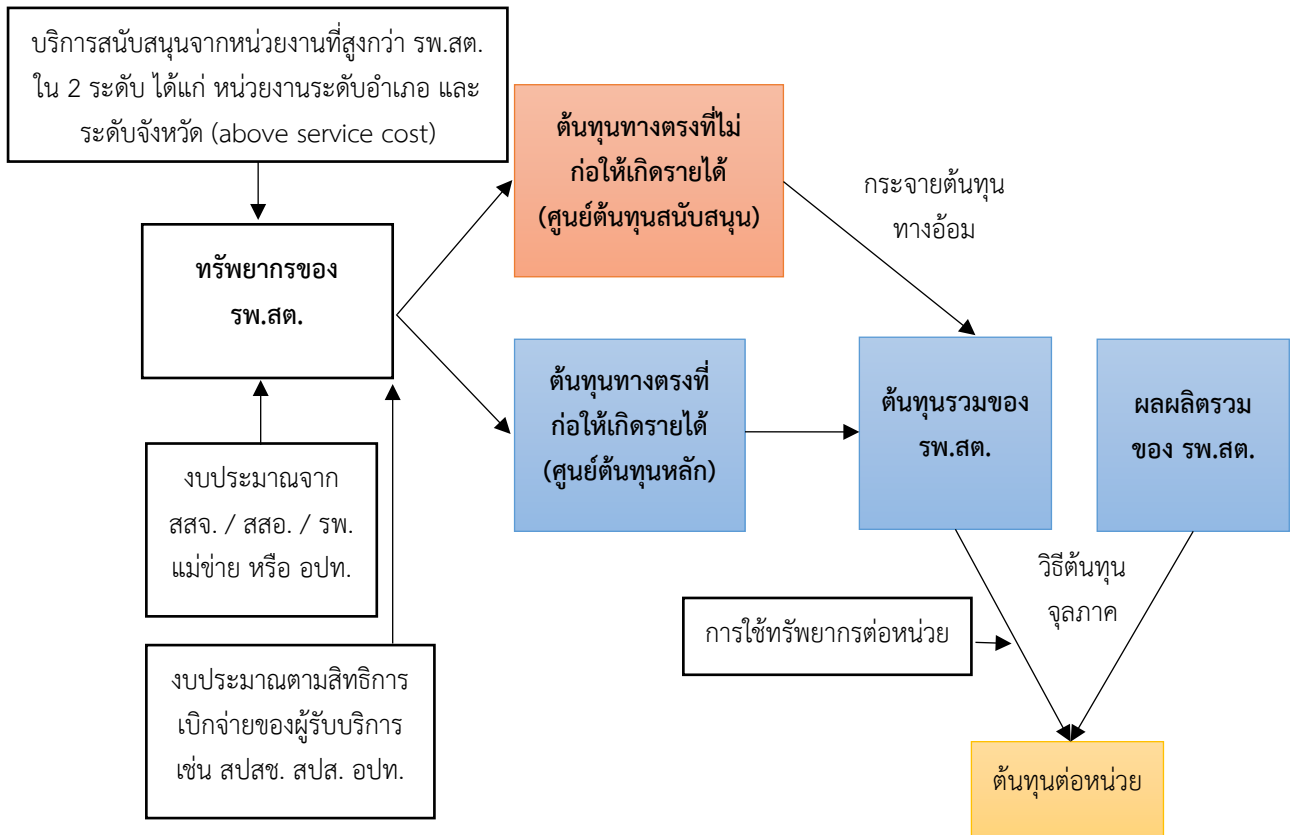 บริการสนับสนุนจากหน่วยงานที่สูงกว่า รพ.สต.
ใน 2 ระดับ ได้แก่ หน่วยงานระดับอำเภอ และ
ระดับจังหวัด (above service cost)
ต้นทุนทางตรงที่ไม่
ก่อให้เกิดรายได้
(ศูนย์ต้นทุนสนับสนุน)
กระจายต้นทุน
ทางอ้อม
ทรัพยากรของ
รพ.สต.
ต้นทุนทางตรงที่
ก่อให้เกิดรายได้
(ศูนย์ต้นทุนหลัก)
ต้นทุนรวมของ
รพ.สต.
ผลผลิตรวม
ของ รพ.สต.
งบประมาณจาก
สสจ. / สสอ. / รพ.
แม่ข่าย หรือ อปท.
วิธีต้นทุน
จุลภาค
การใช้ทรัพยากรต่อหน่วย
งบประมาณตามสิทธิการ
เบิกจ่ายของผู้รับบริการ
เช่น สปสช. สปส. อปท.
ต้นทุนต่อหน่วย